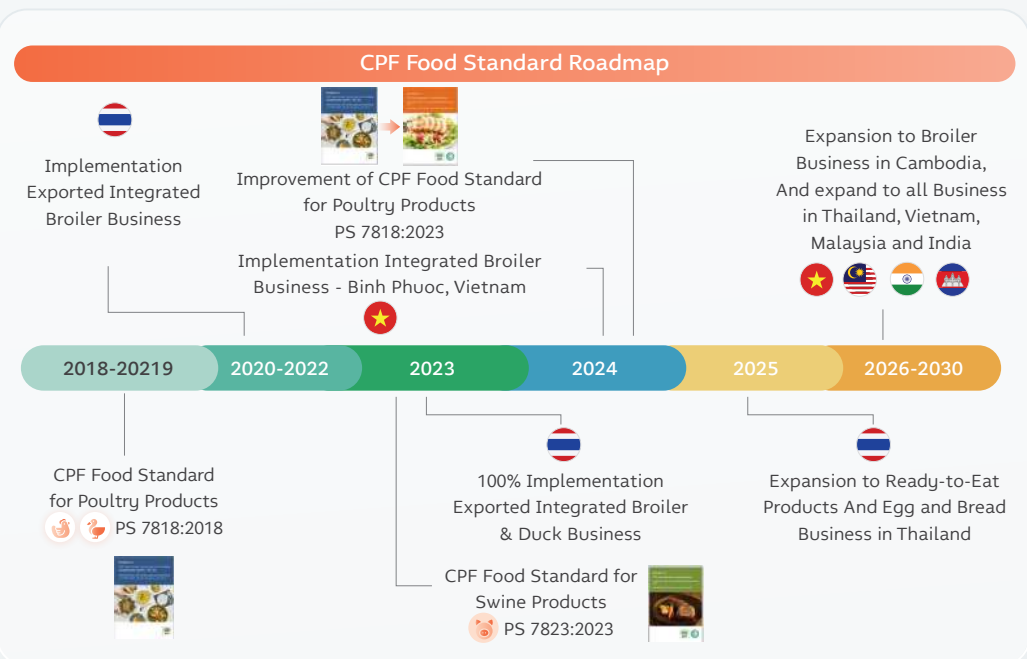 CPF Food Standard Roadmap
Implementation
Exported Integrated
Broiler Business
Improvement of CPF Food Standard
for Poultry Products
PS 7818:2023
Implementation Integrated Broiler
Business - Binh Phuoc, Vietnam
Expansion to Broiler
Business in Cambodia,
And expand to all Business
in Thailand, Vietnam,
Malaysia and India
2018-20219
2020-2022
2023
2024
2025
2026-2030
CPF Food Standard
for Poultry Products
PS 7818:2018
100% Implementation
Exported Integrated Broiler
& Duck Business
CPF Food Standard for
Swine Products
PS 7823:2023
Expansion to Ready-to-Eat
Products And Egg and Bread
Business in Thailand